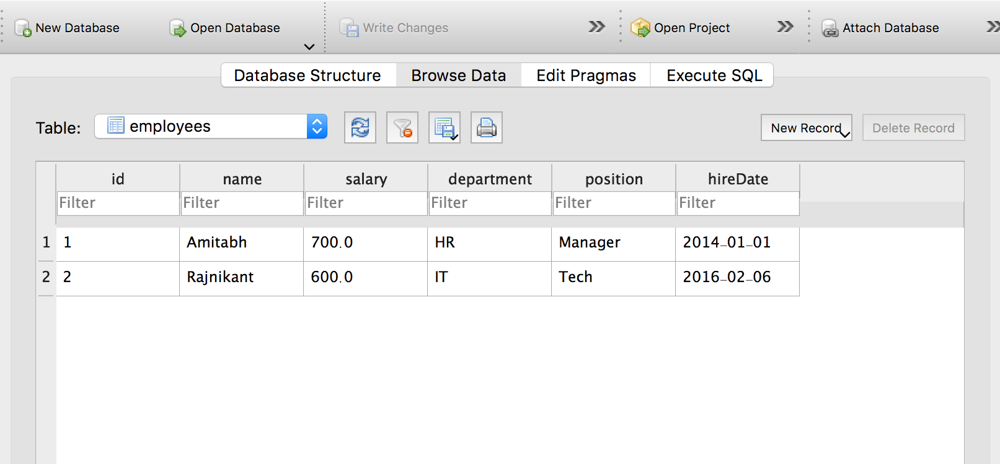 New Database Open Database Write Changes Open Project Attach Database
Database Structure Browse Data Edit Pragmas Execute SQL
Table: employees New Record Delete Record
id name salary department position hireDate
Filter Filter Filter Filter Filter Filter
1 1 Amitabh 700.0 HR Manager 2014-01-01
2 2 Rajnikant 600.0 IT Tech 2016-02-06